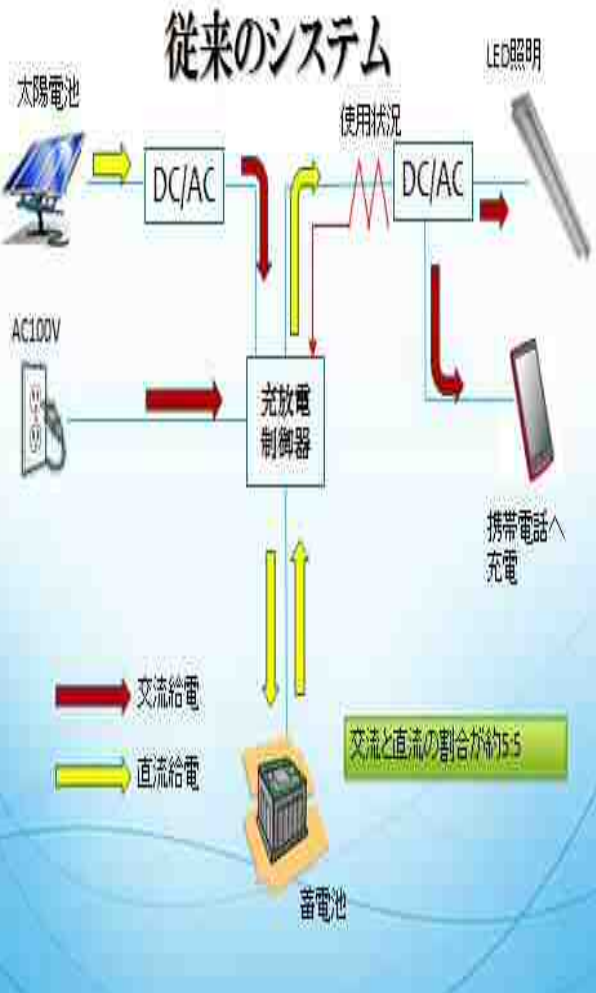 従来のシステム
LED照明
太陽電池
使用状況
DC/AC
DC/AC
AC100V
充放電
制御器
携帯電話へ
充電
交流給電
交流と直流の割合が約5:5
直流給電
蓄電池